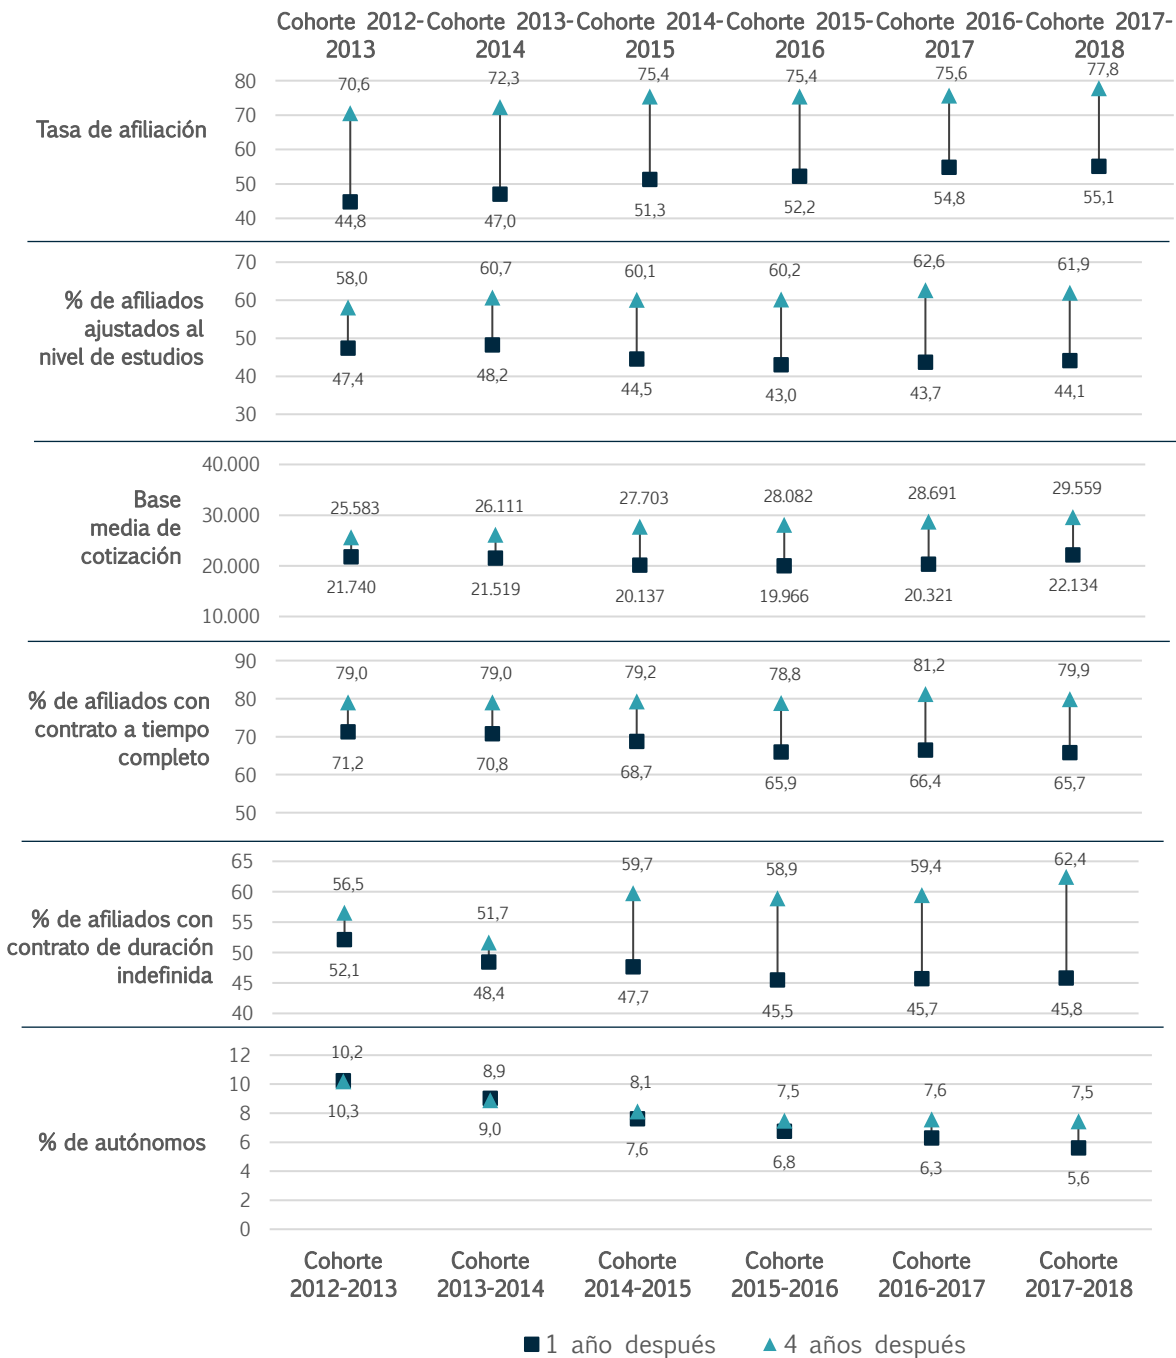 Cohorte 2012-Cohorte 2013-Cohorte 2014-Cohorte 2015-Cohorte 2016-Cohorte 2017-
2013 2014 2015 2016 2017 2018
Tasa de afiliación
80
70
60
50
40
70,6 72,3 75,4 75,4 75,6 77,8
44,8 47,0 51,3 52,2 54,8 55,1
% de afiliados
ajustados al
nivel de estudios
70
60
50
40
30
58,0 60,7 60,1 60,2 62,6 61,9
47,4 48,2 44,5 43,0 43,7 44,1
Base
media de
cotización
40.000
30.000
20.000
10.000
25.583 26.111 27.703 28.082 28.691 29.559
21.740 21.519 20.137 19.966 20.321 22.134
% de afiliados con
contrato a tiempo
completo
90
80
70
60
50
79,0 79,0 79,2 78,8 81,2 79,9
71,2 70,8 68,7 65,9 66,4 65,7
% de afiliados con
contrato de duración
indefinida
65
60
55
50
45
40
56,5 51,7 59,7 58,9 59,4 62,4
52,1 48,4 47,7 45,5 45,7 45,8
% de autónomos
12
10
8
6
4
2
0
10,2 8,9 8,1 7,5 7,6 7,5
10,3 9,0 7,6 6,8 6,3 5,6
Cohorte Cohorte Cohorte Cohorte Cohorte Cohorte
2012-2013 2013-2014 2014-2015 2015-2016 2016-2017 2017-2018
1 año después 4 años después